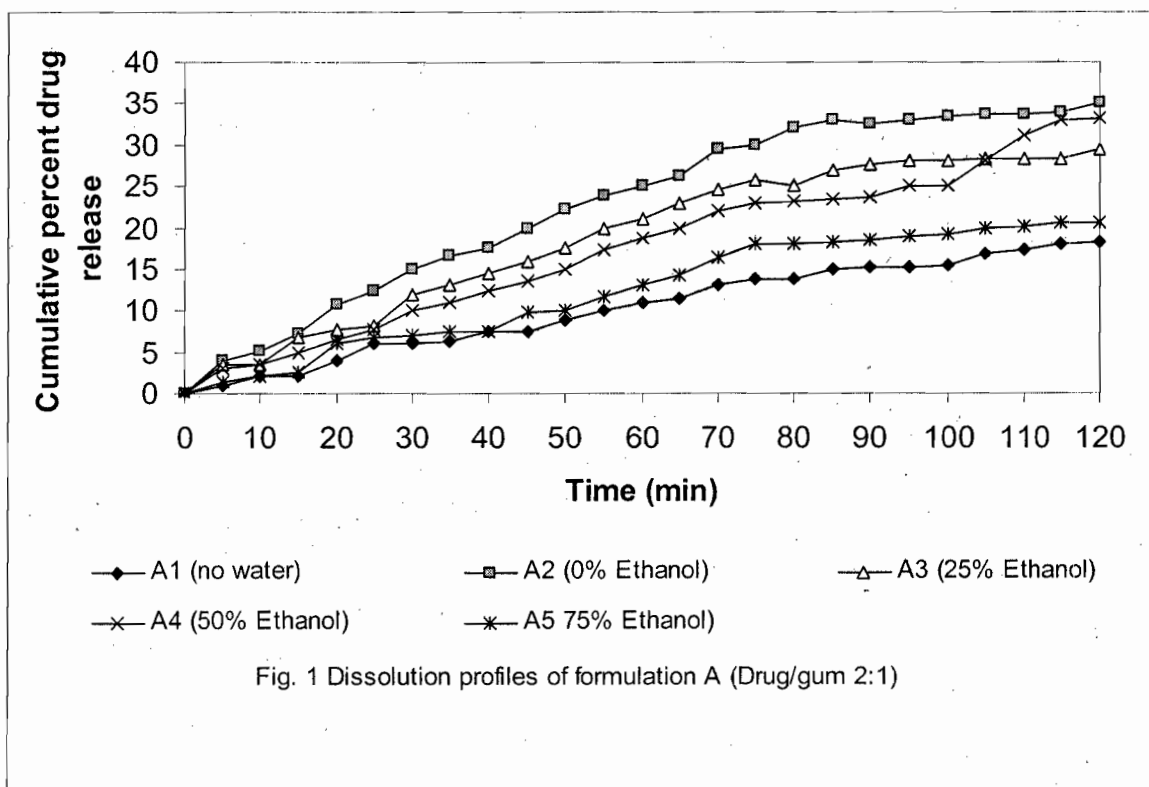 40
35
30
25
20
15
10
5
0
Cumulative percent drug
release
0 10 20 30 40 50 60 70 80 90 100 110 120
Time (min)
A1 (no water) A2 (0% Ethanol) A3 (25% Ethanol)
A4 (50% Ethanol) A5 75% Ethanol)
Fig. 1 Dissolution profiles of formulation A (Drug/gum 2:1)